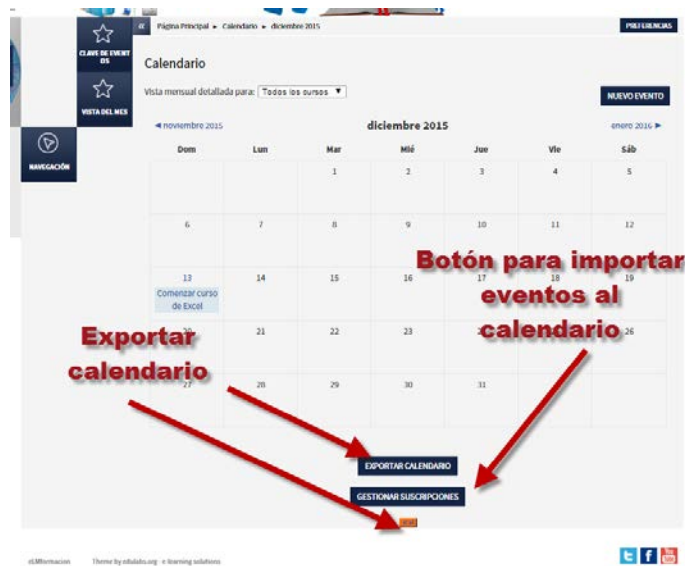 « Página Principal ► Calendario ► diciembre 2015
PREFERENCIAS
CLAVE DE EVENT
OS
VISTA DEL MES
NAVEGACIÓN
Calendario
Vista mensual detallada para: Todos los cursos ▼
NUEVO EVENTO
◄ noviembre 2015
diciembre 2015
enero 2016 ►
Dom Lun Mar Mié Jue Vie Sáb
1 2 3 4 5
6 7 8 9 10 11 12
13 14 15 16 17 18 19
Comenzar curso
de Excel
20 21 22 23 26
27 28 29 30 31
Botón para importar
eventos al
calendario
Exportar
calendario
EXPORTAR CALENDARIO
GESTIONAR SUSCRIPCIONES
iCal
Theme by edulabs.org - e-learning solutions